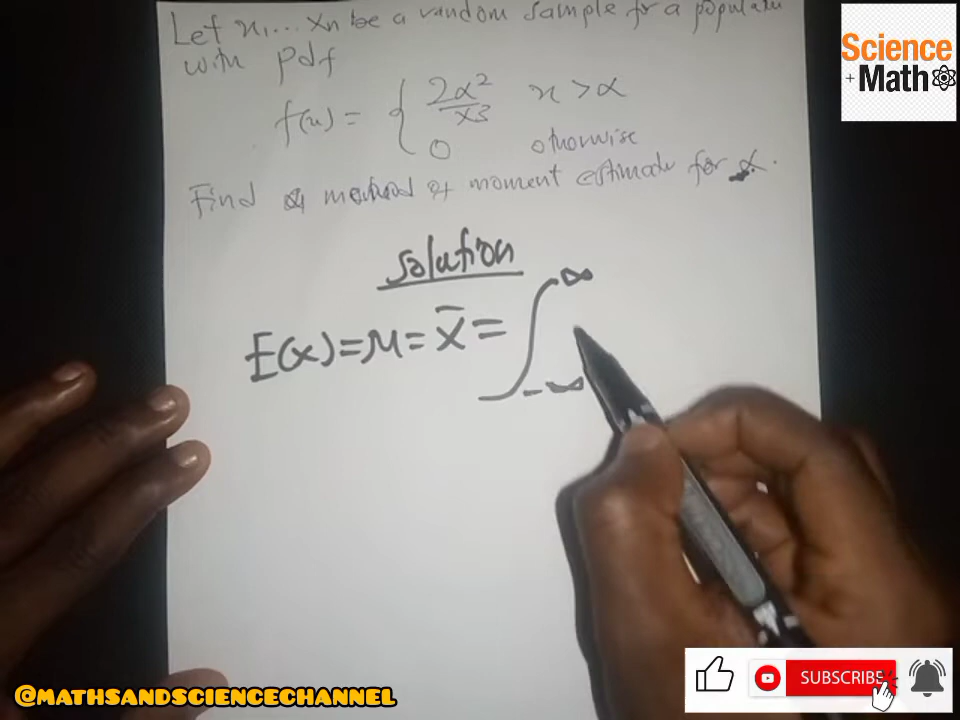 Let x1,... Xn be a random sample for a populatn
with pdf
f(x) = { 2α²/x3 x > α
0 otherwise
Find method of moment estimate for α.
Science
+Math
solution
E(x) = μ = x̄ = ∫ ∞
-∞
SUBSCRIBE
@MATHSANDSCIENCECHANNEL